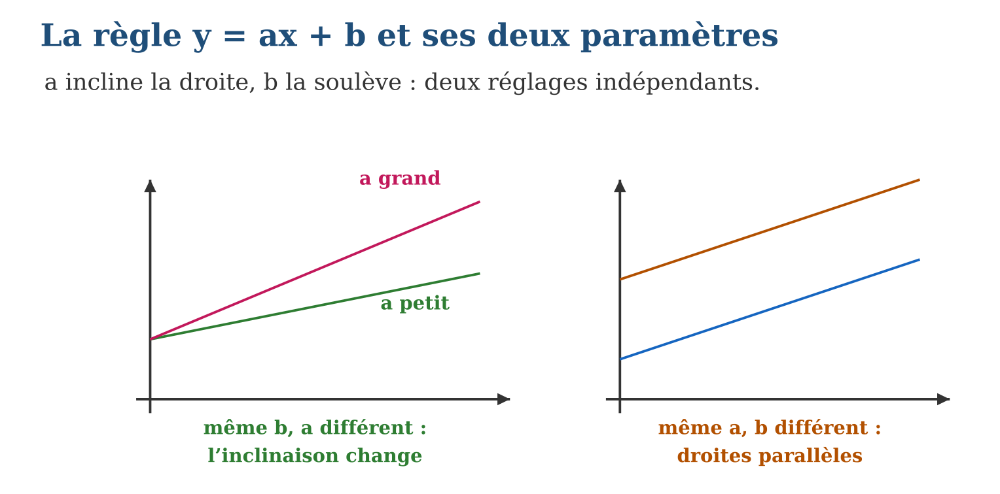 La règle y = ax + b et ses deux paramètres
a incline la droite, b la soulève : deux réglages indépendants.
a grand
a petit
même b, a différent :
l’inclinaison change
même a, b différent :
droites parallèles